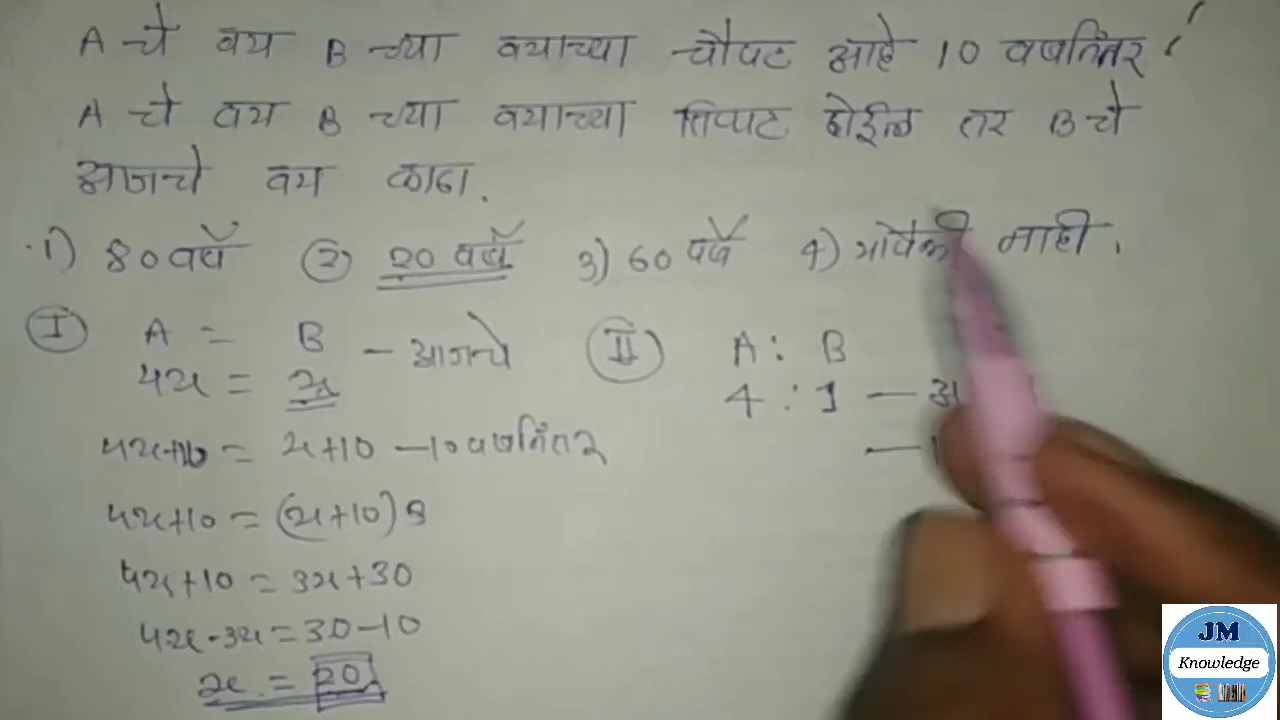 A चे वय B च्या वयाच्या चौपट आहे 10 वर्षानंतर
A चे वय B च्या वयाच्या तिप्पट होईल तर B चे
आजचे वय काढा.
1) 80 वर्षे 2) 20 वर्षे 3) 60 वर्षे 4) यापैकी नाही.
I A = B - आजचे
4x = x
4x+10 = x+10 - 10 वर्षानंतर
4x+10 = (x+10) 3
4x+10 = 3x+30
4x-3x = 30-10
x = 20
II A : B
4 : 1 -
JM
Knowledge